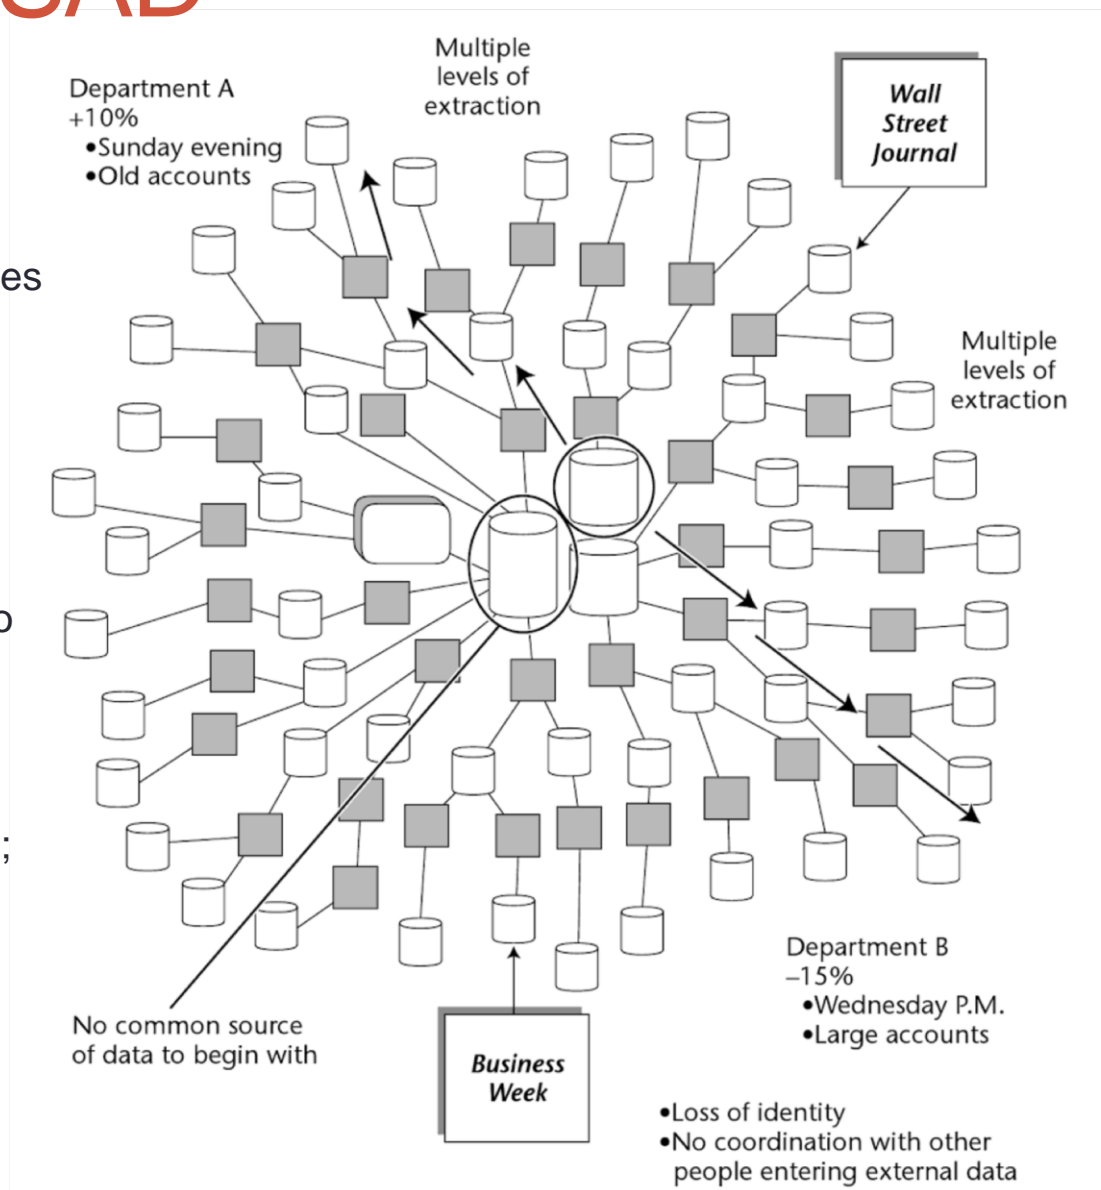 Department A
+10%
•Sunday evening
•Old accounts
Multiple
levels of
extraction
Wall
Street
Journal
es
Multiple
levels of
extraction
;
No common source
of data to begin with
Business
Week
Department B
–15%
•Wednesday P.M.
•Large accounts
•Loss of identity
•No coordination with other
people entering external data